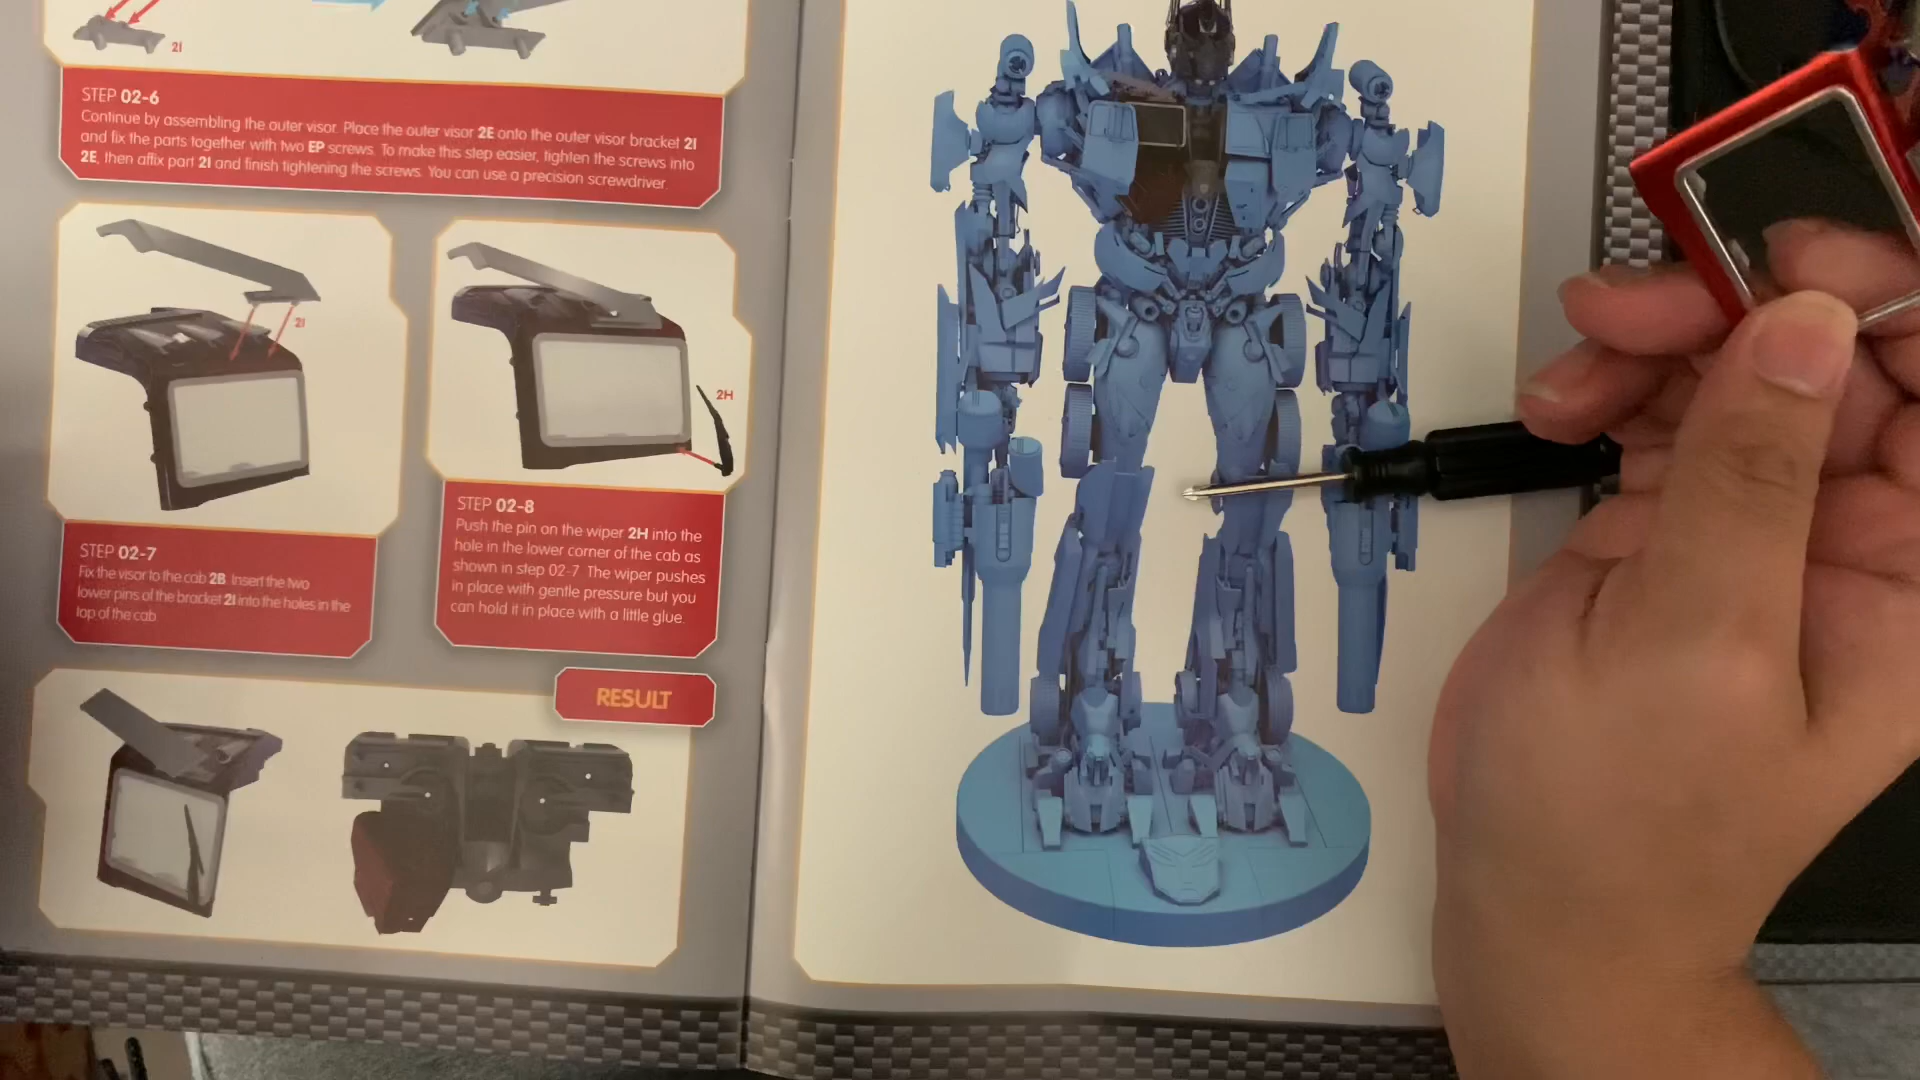 2I
STEP 02-6
Continue by assembling the outer visor. Place the outer visor 2E onto the outer visor bracket 2I
and fix the parts together with two EP screws. To make this step easier, tighten the screws into
2E, then affix part 2I and finish tightening the screws. You can use a precision screwdriver.
2I
STEP 02-7
Fix the visor to the cab 2B. Insert the two
lower pins of the bracket 2I into the holes in the
top of the cab.
2H
STEP 02-8
Push the pin on the wiper 2H into the
hole in the lower corner of the cab as
shown in step 02-7. The wiper pushes
in place with gentle pressure but you
can hold it in place with a little glue.
RESULT